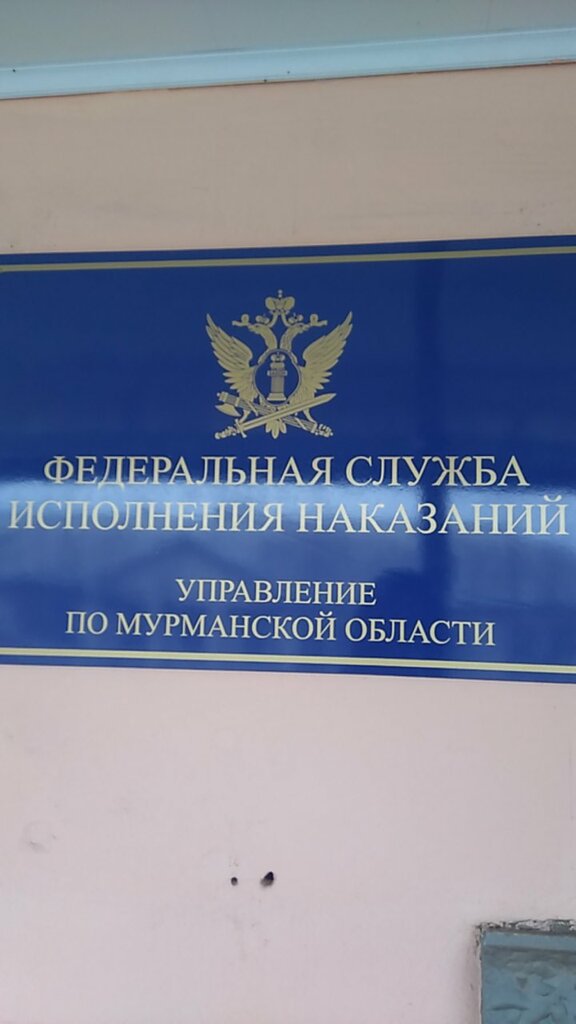 ФЕДЕРАЛЬНАЯ СЛУЖБА
ИСПОЛНЕНИЯ НАКАЗАНИЙ
УПРАВЛЕНИЕ
ПО МУРМАНСКОЙ ОБЛАСТИ